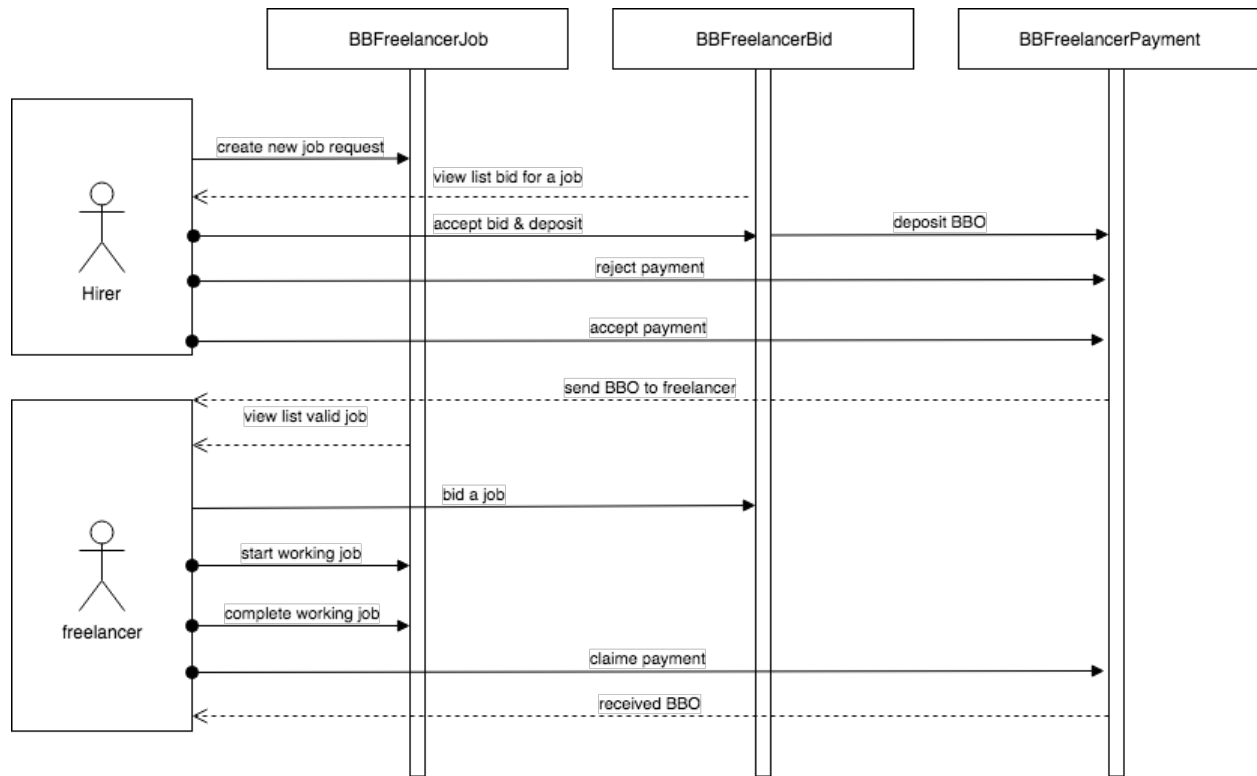 BBFreelancerJob
BBFreelancerBid
BBFreelancerPayment
create new job request
view list bid for a job
accept bid & deposit
deposit BBO
reject payment
Hirer
accept payment
send BBO to freelancer
view list valid job
bid a job
start working job
complete working job
freelancer
claime payment
received BBO